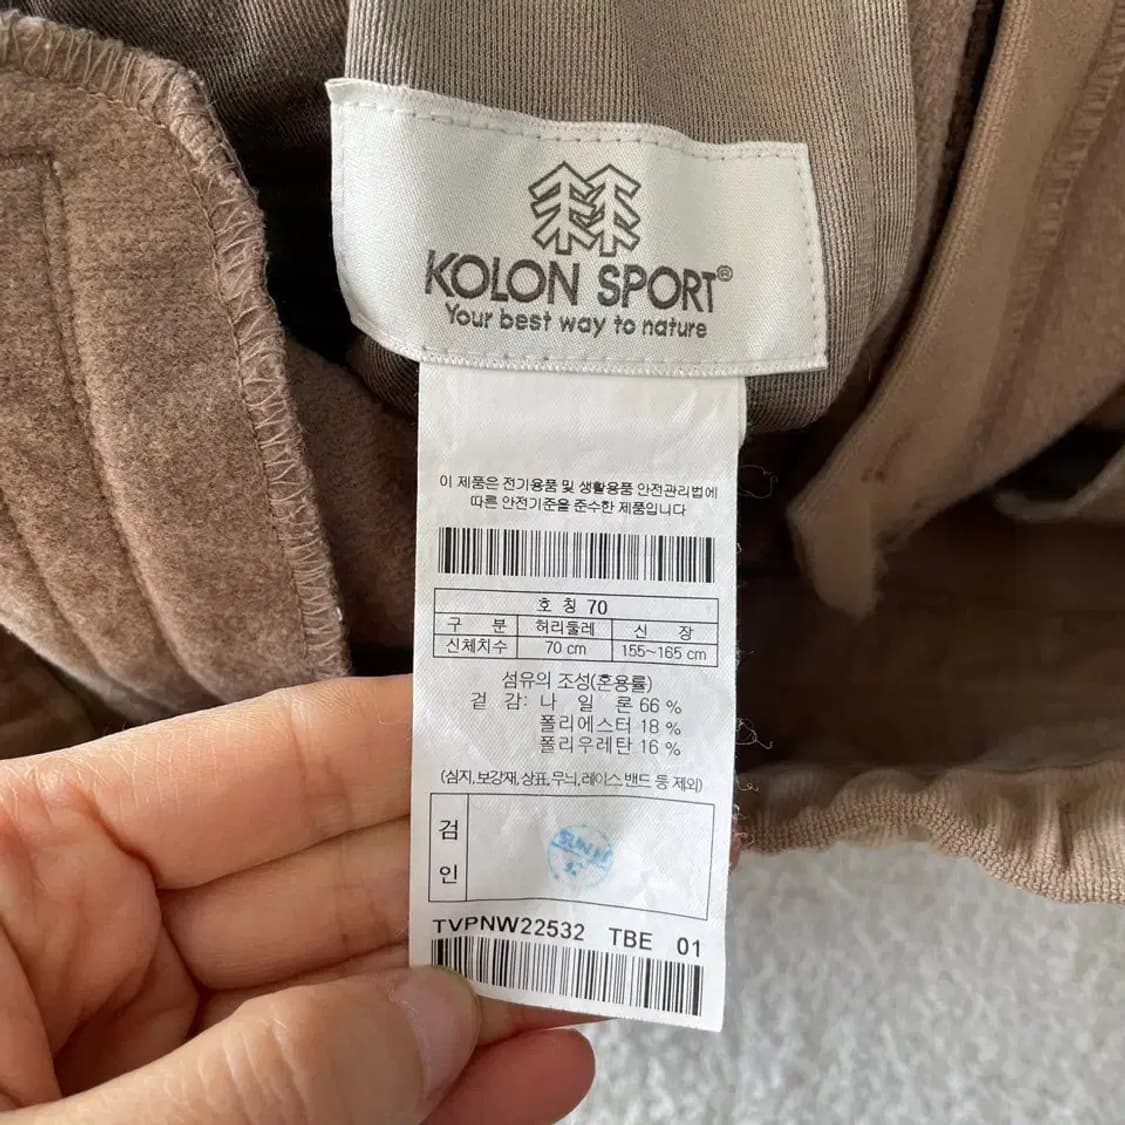 KOLON SPORT®
Your best way to nature
이 제품은 전기용품 및 생활용품 안전관리법에
따른 안전기준을 준수한 제품입니다
호 칭 70
구 분 허리둘레 신 장
신체치수 70 cm 155~165 cm
섬유의 조성(혼용률)
겉 감: 나 일 론 66 %
폴리에스터 18 %
폴리우레탄 16 %
(심지,보강재,상표,무늬,레이스,밴드 등 제외)
검
인
TVPNW22532 TBE 01